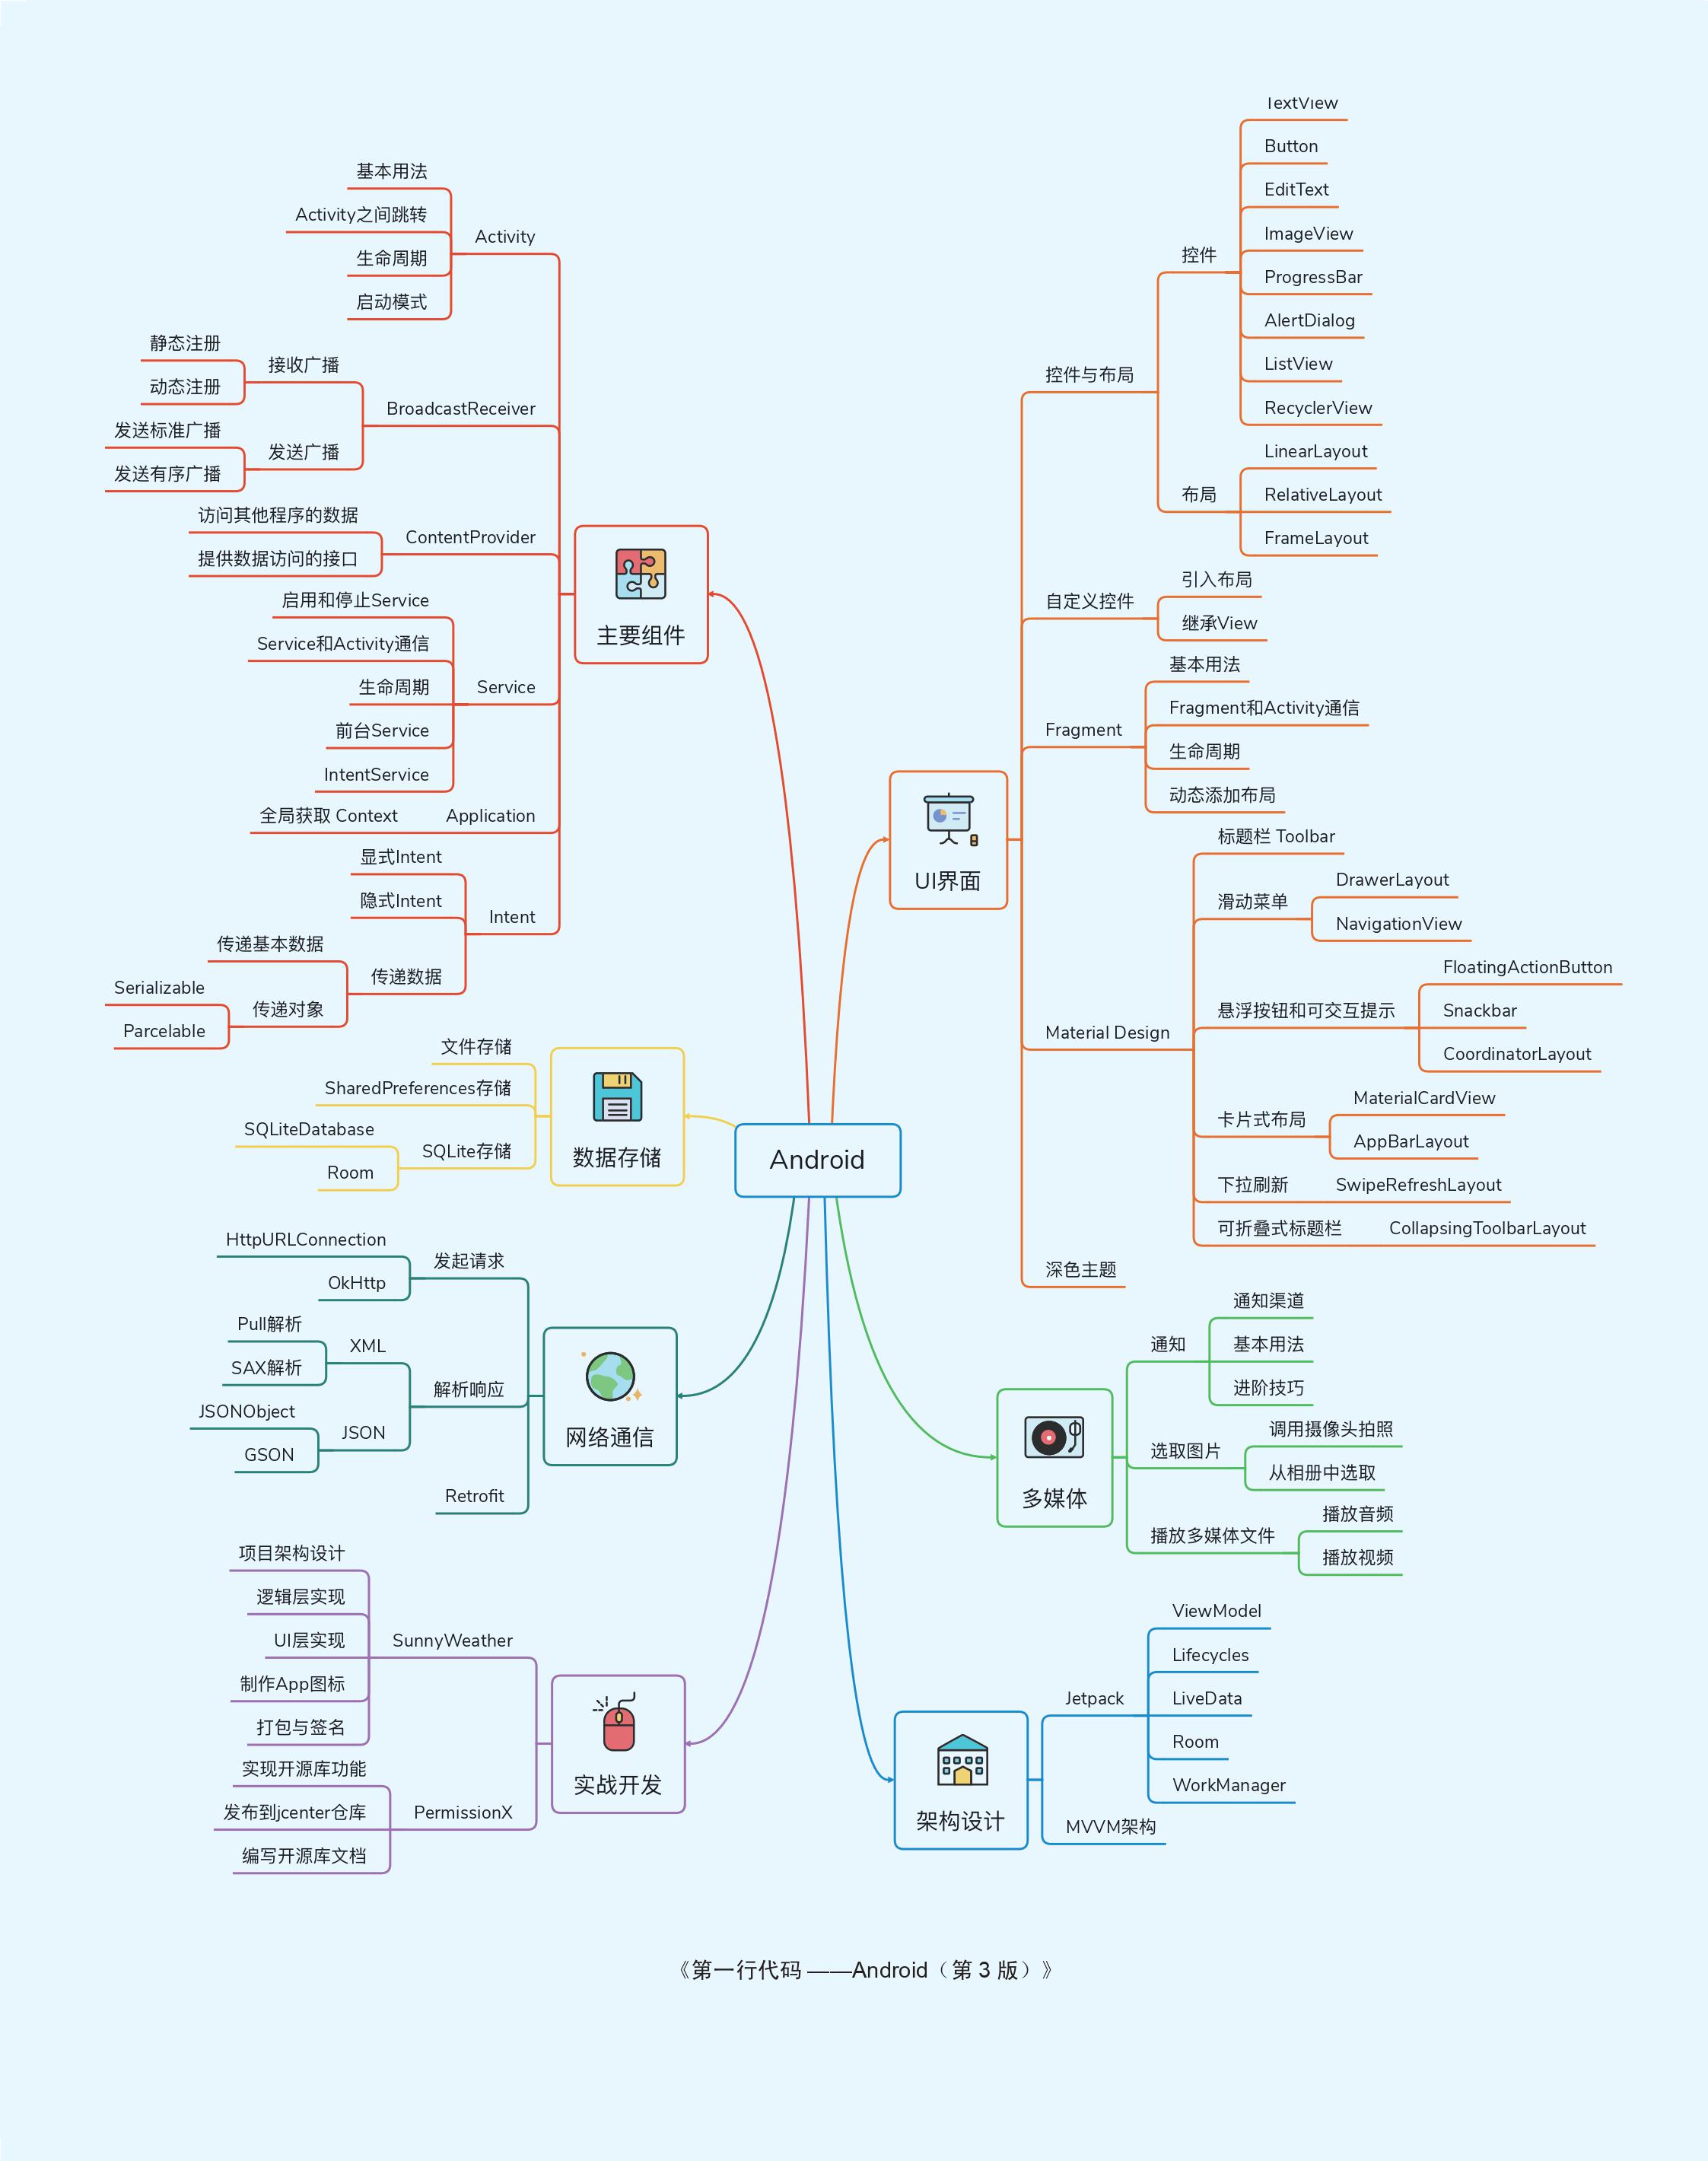 Android
主要组件
Activity
基本用法
Activity之间跳转
生命周期
启动模式
BroadcastReceiver
接收广播
静态注册
动态注册
发送广播
发送标准广播
发送有序广播
ContentProvider
访问其他程序的数据
提供数据访问的接口
Service
启用和停止Service
Service和Activity通信
生命周期
前台Service
IntentService
Application
全局获取 Context
Intent
显式Intent
隐式Intent
传递数据
传递基本数据
传递对象
Serializable
Parcelable
数据存储
文件存储
SharedPreferences存储
SQLite存储
SQLiteDatabase
Room
网络通信
发起请求
HttpURLConnection
OkHttp
解析响应
XML
Pull解析
SAX解析
JSON
JSONObject
GSON
Retrofit
实战开发
SunnyWeather
项目架构设计
逻辑层实现
UI层实现
制作App图标
打包与签名
PermissionX
实现开源库功能
发布到jcenter仓库
编写开源库文档
UI界面
控件与布局
控件
TextView
Button
EditText
ImageView
ProgressBar
AlertDialog
ListView
RecyclerView
布局
LinearLayout
RelativeLayout
FrameLayout
自定义控件
引入布局
继承View
Fragment
基本用法
Fragment和Activity通信
生命周期
动态添加布局
Material Design
标题栏 Toolbar
滑动菜单
DrawerLayout
NavigationView
悬浮按钮和可交互提示
FloatingActionButton
Snackbar
CoordinatorLayout
卡片式布局
MaterialCardView
AppBarLayout
下拉刷新
SwipeRefreshLayout
可折叠式标题栏
CollapsingToolbarLayout
深色主题
多媒体
通知
通知渠道
基本用法
进阶技巧
选取图片
调用摄像头拍照
从相册中选取
播放多媒体文件
播放音频
播放视频
架构设计
Jetpack
ViewModel
Lifecycles
LiveData
Room
WorkManager
MVVM架构
《第一行代码 ——Android（第 3 版）》